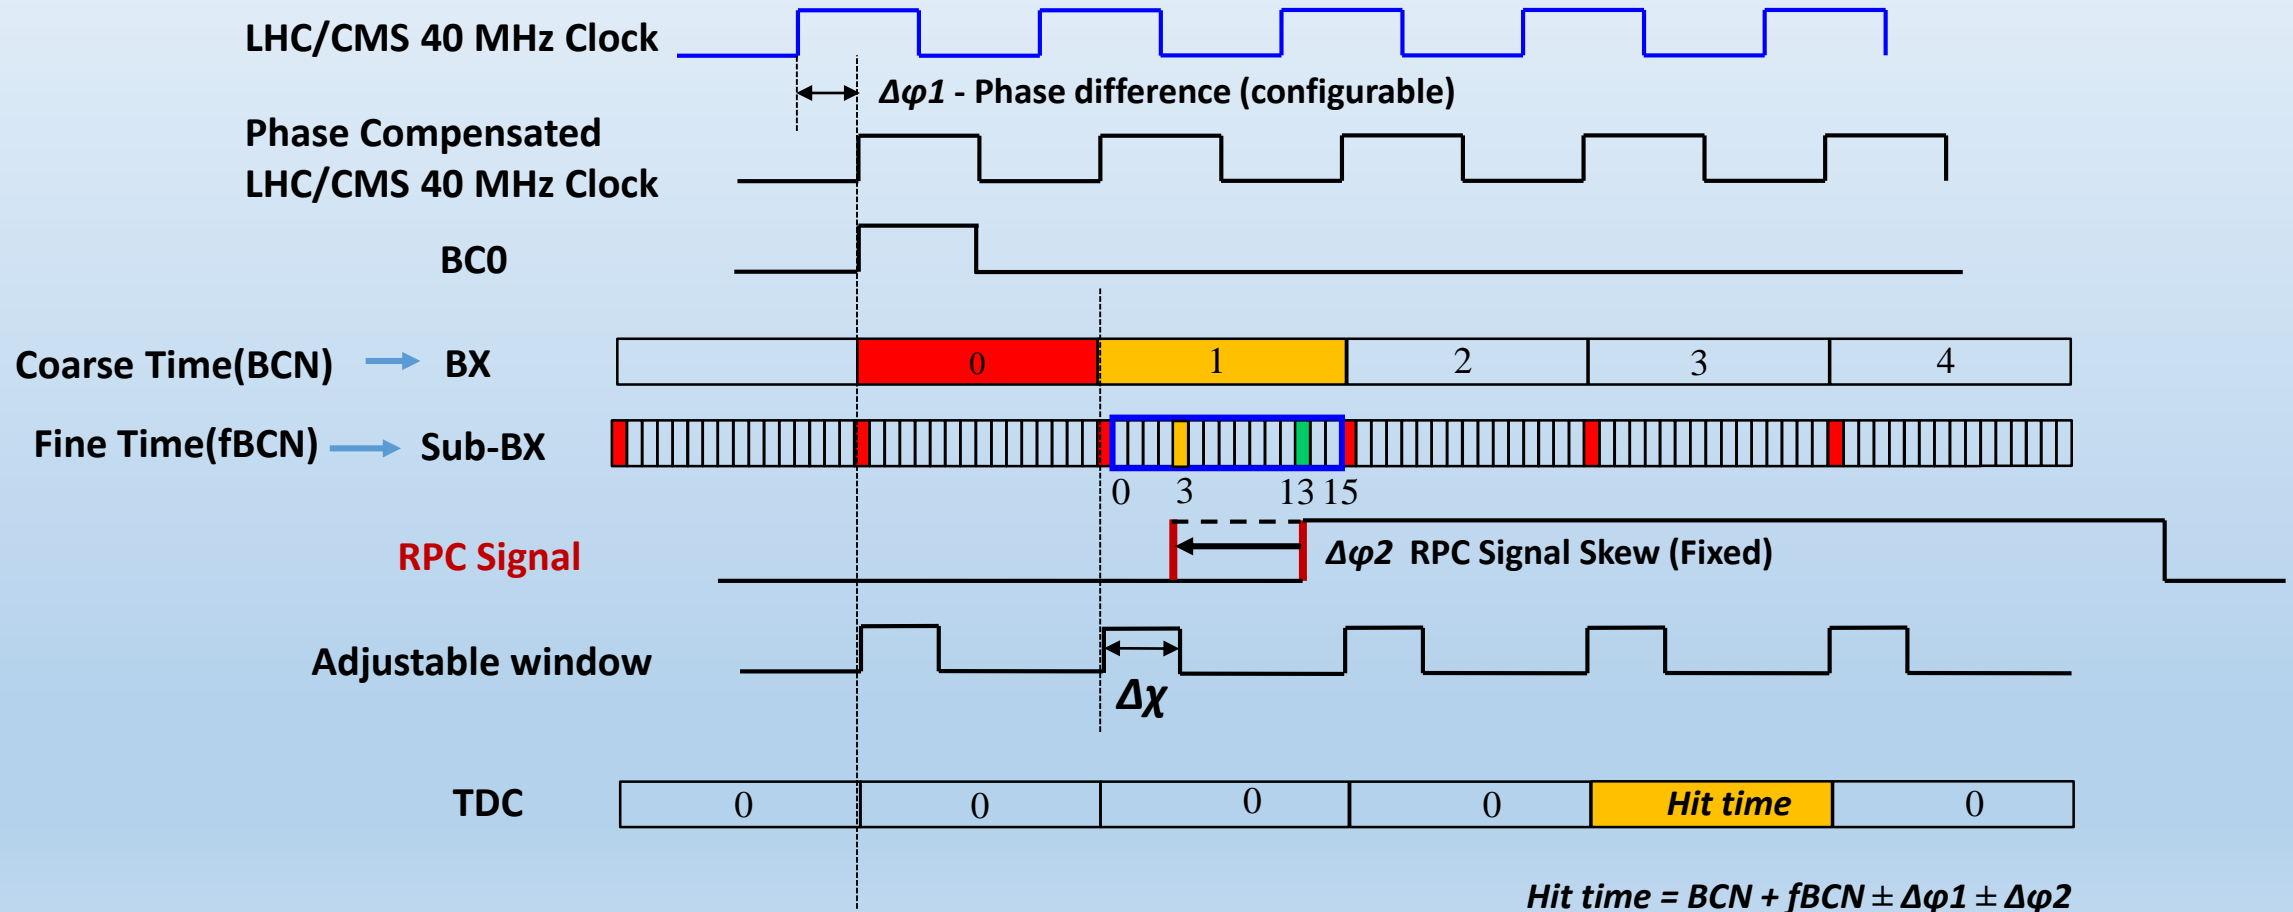 LHC/CMS 40 MHz Clock
Δφ1 - Phase difference (configurable)
Phase Compensated
LHC/CMS 40 MHz Clock
BC0
Coarse Time(BCN) BX 0 1 2 3 4
Fine Time(fBCN) Sub-BX
0 3 13 15
RPC Signal
Δφ2 RPC Signal Skew (Fixed)
Adjustable window
Δχ
TDC 0 0 0 0 Hit time 0
Hit time = BCN + fBCN ± Δφ1 ± Δφ2